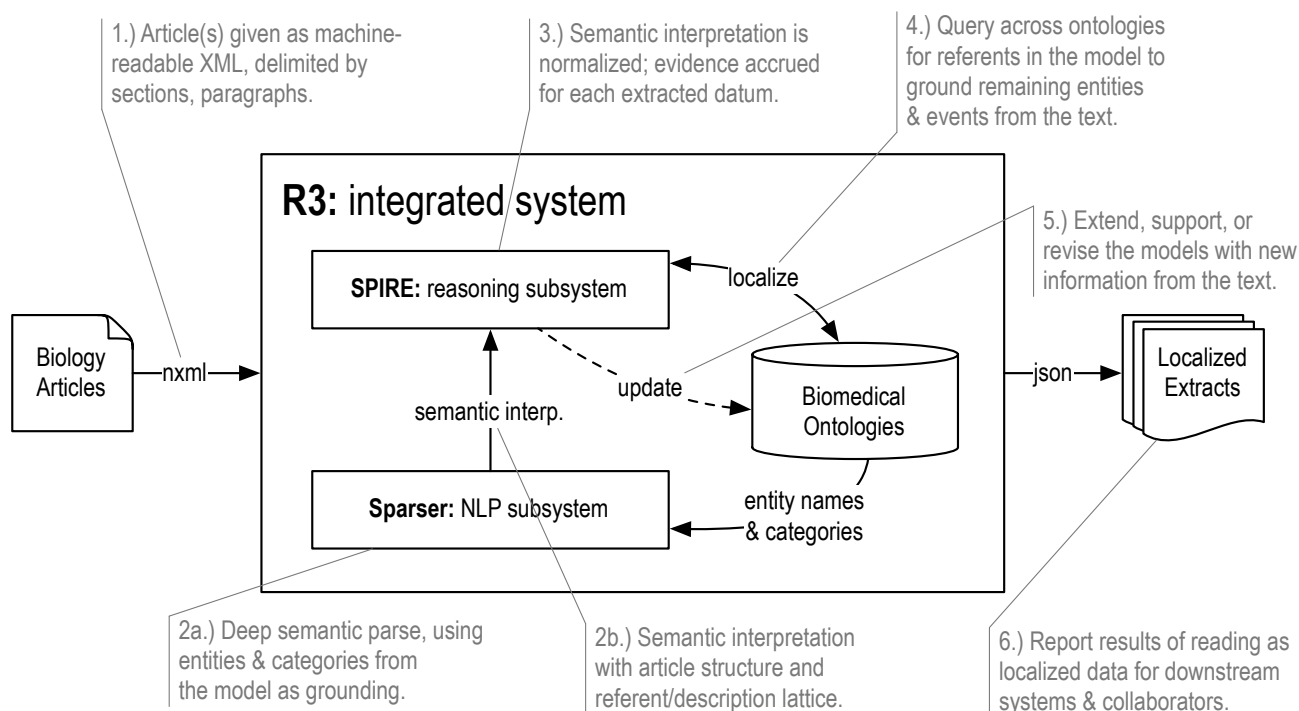 1.) Article(s) given as machine-
readable XML, delimited by
sections, paragraphs.
3.) Semantic interpretation is
normalized; evidence accrued
for each extracted datum.
4.) Query across ontologies
for referents in the model to
ground remaining entities
& events from the text.
R3: integrated system
5.) Extend, support, or
revise the models with new
information from the text.
SPIRE: reasoning subsystem
localize
Biology
Articles
nxml
update
semantic interp.
Biomedical
Ontologies
json
Localized
Extracts
Sparser: NLP subsystem
entity names
& categories
2a.) Deep semantic parse, using
entities & categories from
the model as grounding.
2b.) Semantic interpretation
with article structure and
referent/description lattice.
6.) Report results of reading as
localized data for downstream
systems & collaborators.